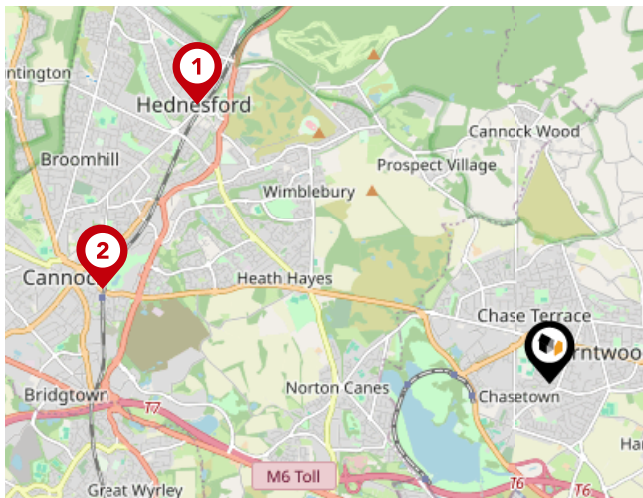 1
Hednesford
ntington
Cannock Wood
Broomhill
Prospect Village
Wimblebury
2
Cannoc
Heath Hayes
Chase Terrace
rntwoo
Norton Canes
Bridgtown
Chasetown
T7
Ha
M6 Toll
T6
T6
Great Wyrley